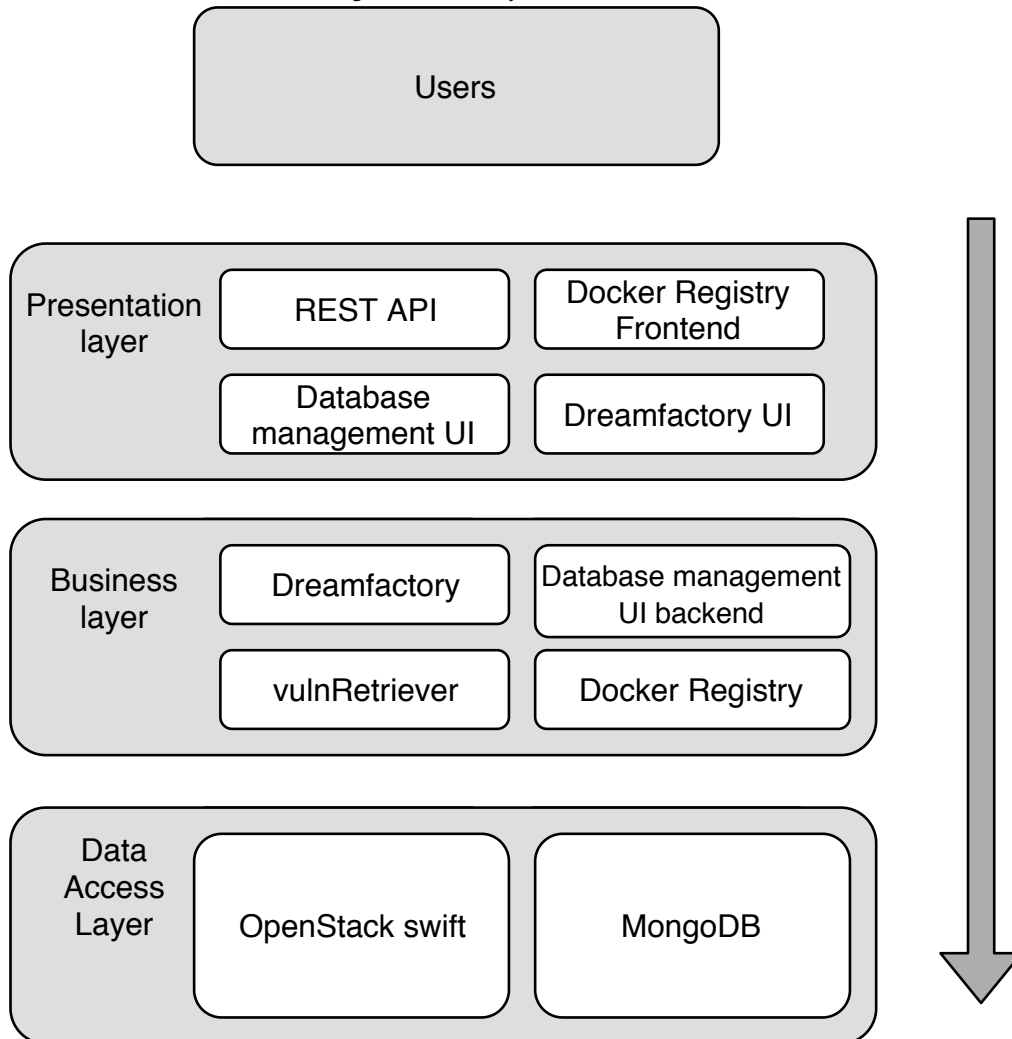 Users
Presentation
layer
REST API
Docker Registry
Frontend
Database
management UI
Dreamfactory UI
Business
layer
Dreamfactory
Database management
UI backend
vulnRetriever
Docker Registry
Data
Access
Layer
OpenStack swift
MongoDB